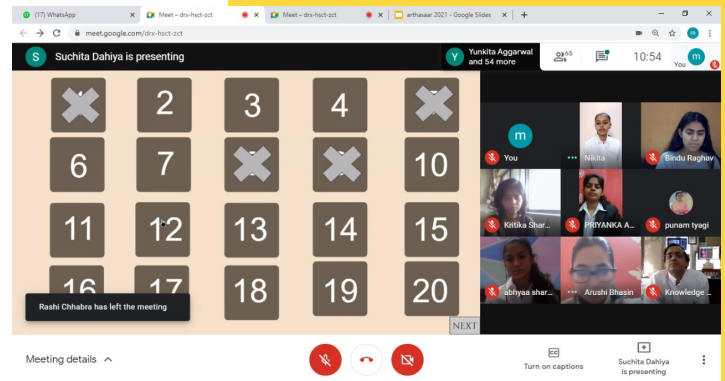 (17) WhatsApp
Meet – drx-hsct-zct
Meet – drx-hsct-zct
arthasaar 2021 - Google Slides
meet.google.com/drx-hsct-zct
m
S Suchita Dahiya is presenting
Y Yunkita Aggarwal
and 54 more
65
10:54
You m
2 3 4
6 7 10
11 12 13 14 15
16 17 18 19 20
NEXT
Rashi Chhabra has left the meeting
m
You
Nikita
Bindu Raghav
Kritika Shar...
PRIYANKA A...
punam tyagi
abhyaa shar...
Arushi Bhasin
Knowledge ...
Meeting details
CC
Turn on captions
Suchita Dahiya
is presenting